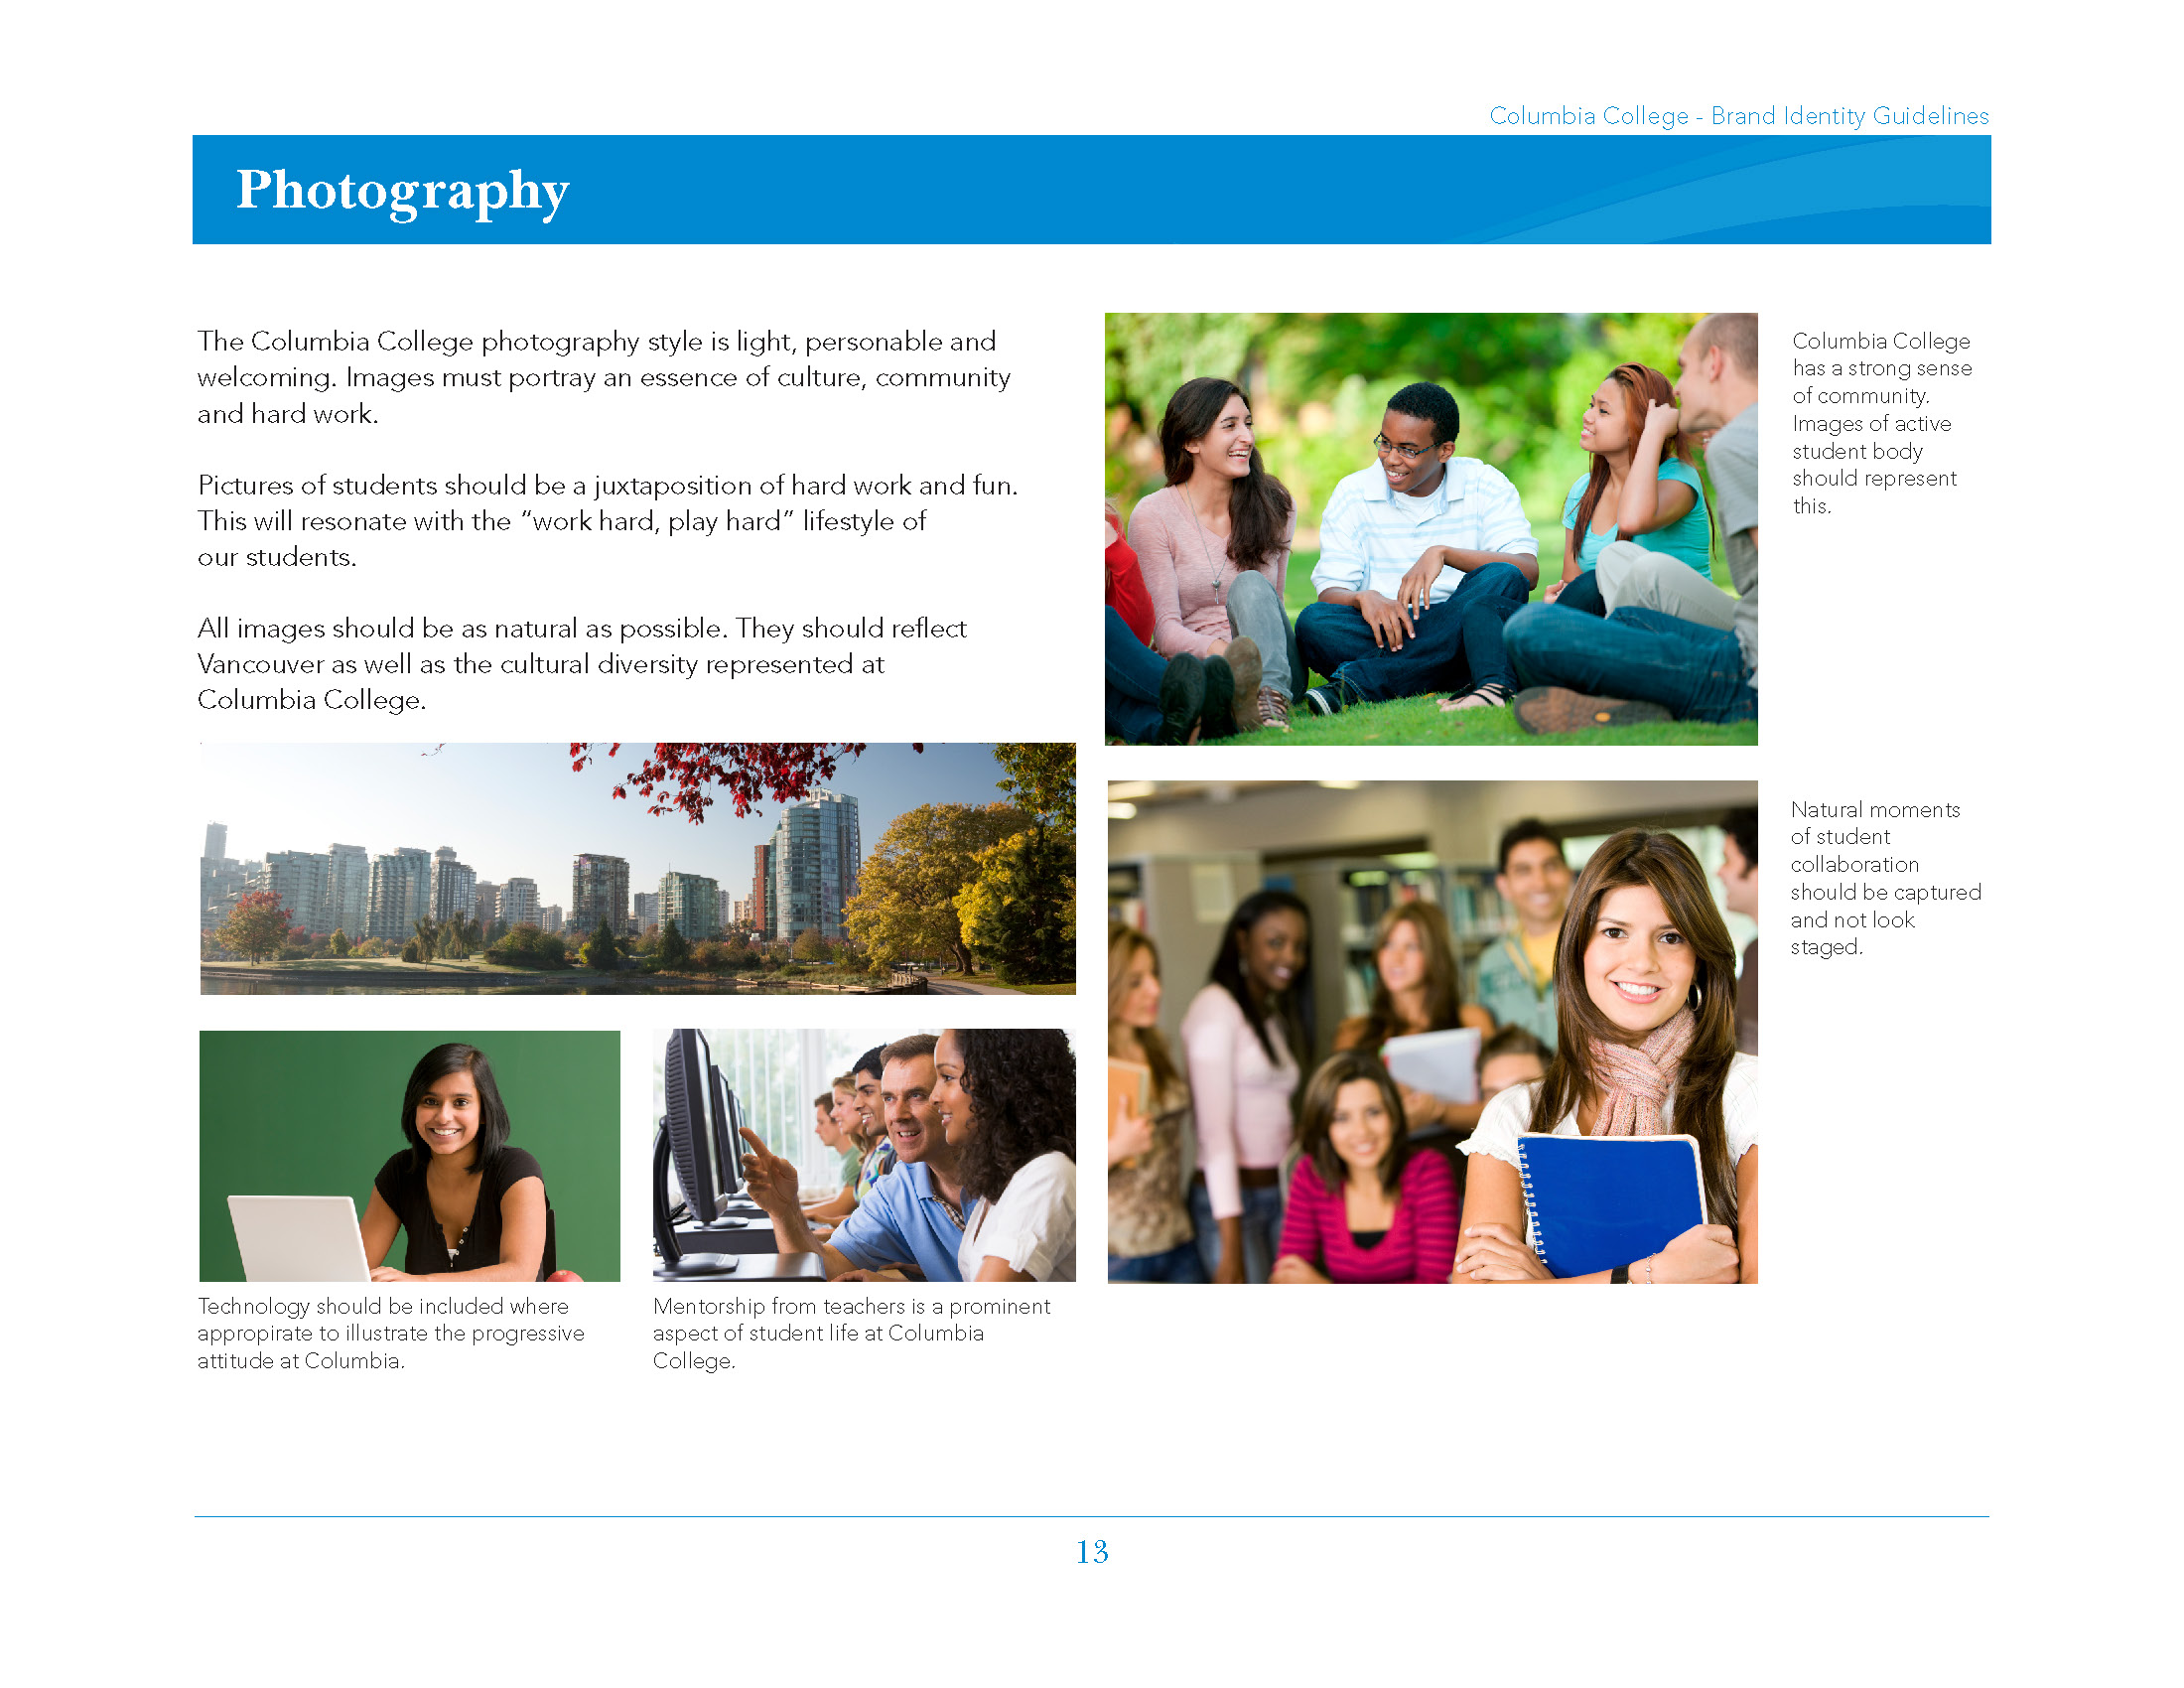 Columbia College - Brand Identity Guidelines
Photography
The Columbia College photography style is light, personable and
welcoming. Images must portray an essence of culture, community
and hard work.
Pictures of students should be a juxtaposition of hard work and fun.
This will resonate with the “work hard, play hard” lifestyle of
our students.
All images should be as natural as possible. They should reflect
Vancouver as well as the cultural diversity represented at
Columbia College.
Columbia College
has a strong sense
of community.
Images of active
student body
should represent
this.
Natural moments
of student
collaboration
should be captured
and not look
staged.
Technology should be included where
appropirate to illustrate the progressive
attitude at Columbia.
Mentorship from teachers is a prominent
aspect of student life at Columbia
College.
13